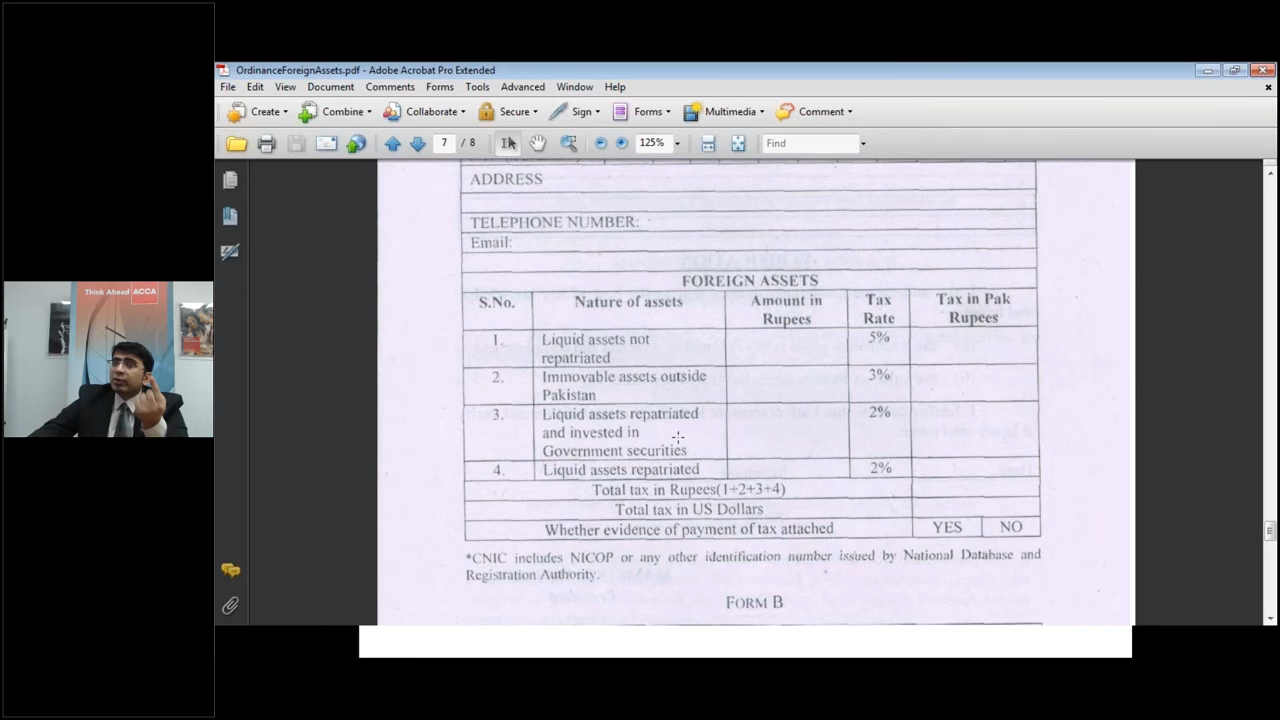 Think Ahead ACCA
OrdinanceForeignAssets.pdf - Adobe Acrobat Pro Extended
File Edit View Document Comments Forms Tools Advanced Window Help
Create Combine Collaborate Secure Sign Forms Multimedia Comment
7 / 8 125% Find
ADDRESS
TELEPHONE NUMBER:
Email:
FOREIGN ASSETS
S.No. Nature of assets Amount in Rupees Tax Rate Tax in Pak Rupees
1. Liquid assets not repatriated 5%
2. Immovable assets outside Pakistan 3%
3. Liquid assets repatriated and invested in Government securities 2%
4. Liquid assets repatriated 2%
Total tax in Rupees(1+2+3+4)
Total tax in US Dollars
Whether evidence of payment of tax attached YES NO
*CNIC includes NICOP or any other identification number issued by National Database and
Registration Authority.
FORM B